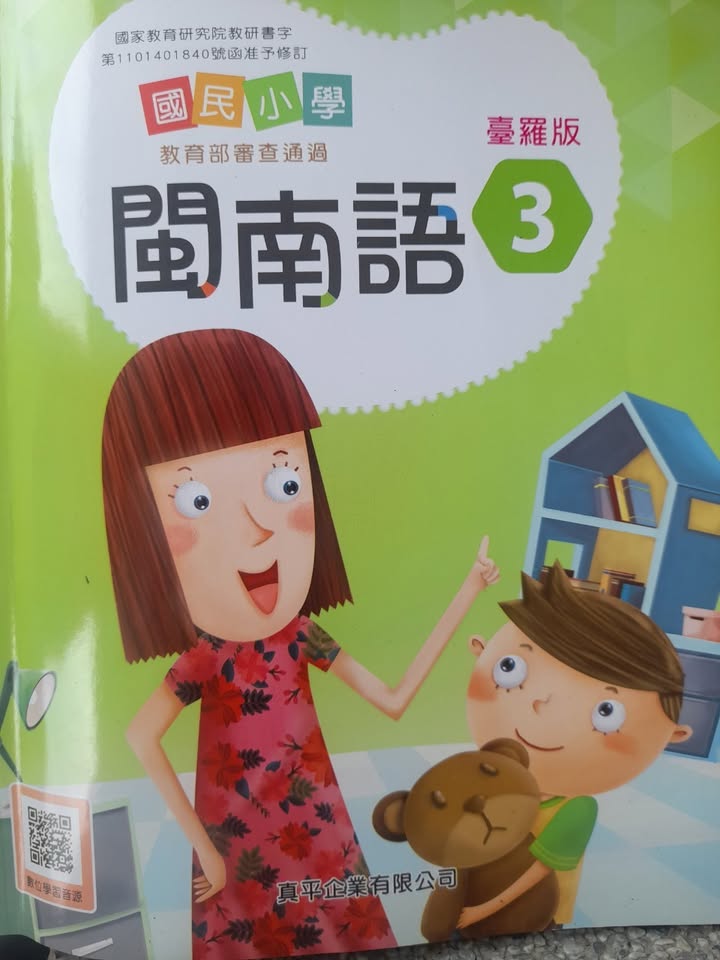 國家教育研究院教研書字
第1101401840號函准予修訂
國民小學
教育部審查通過
臺羅版
閩南語 3
數位學習音源
真平企業有限公司